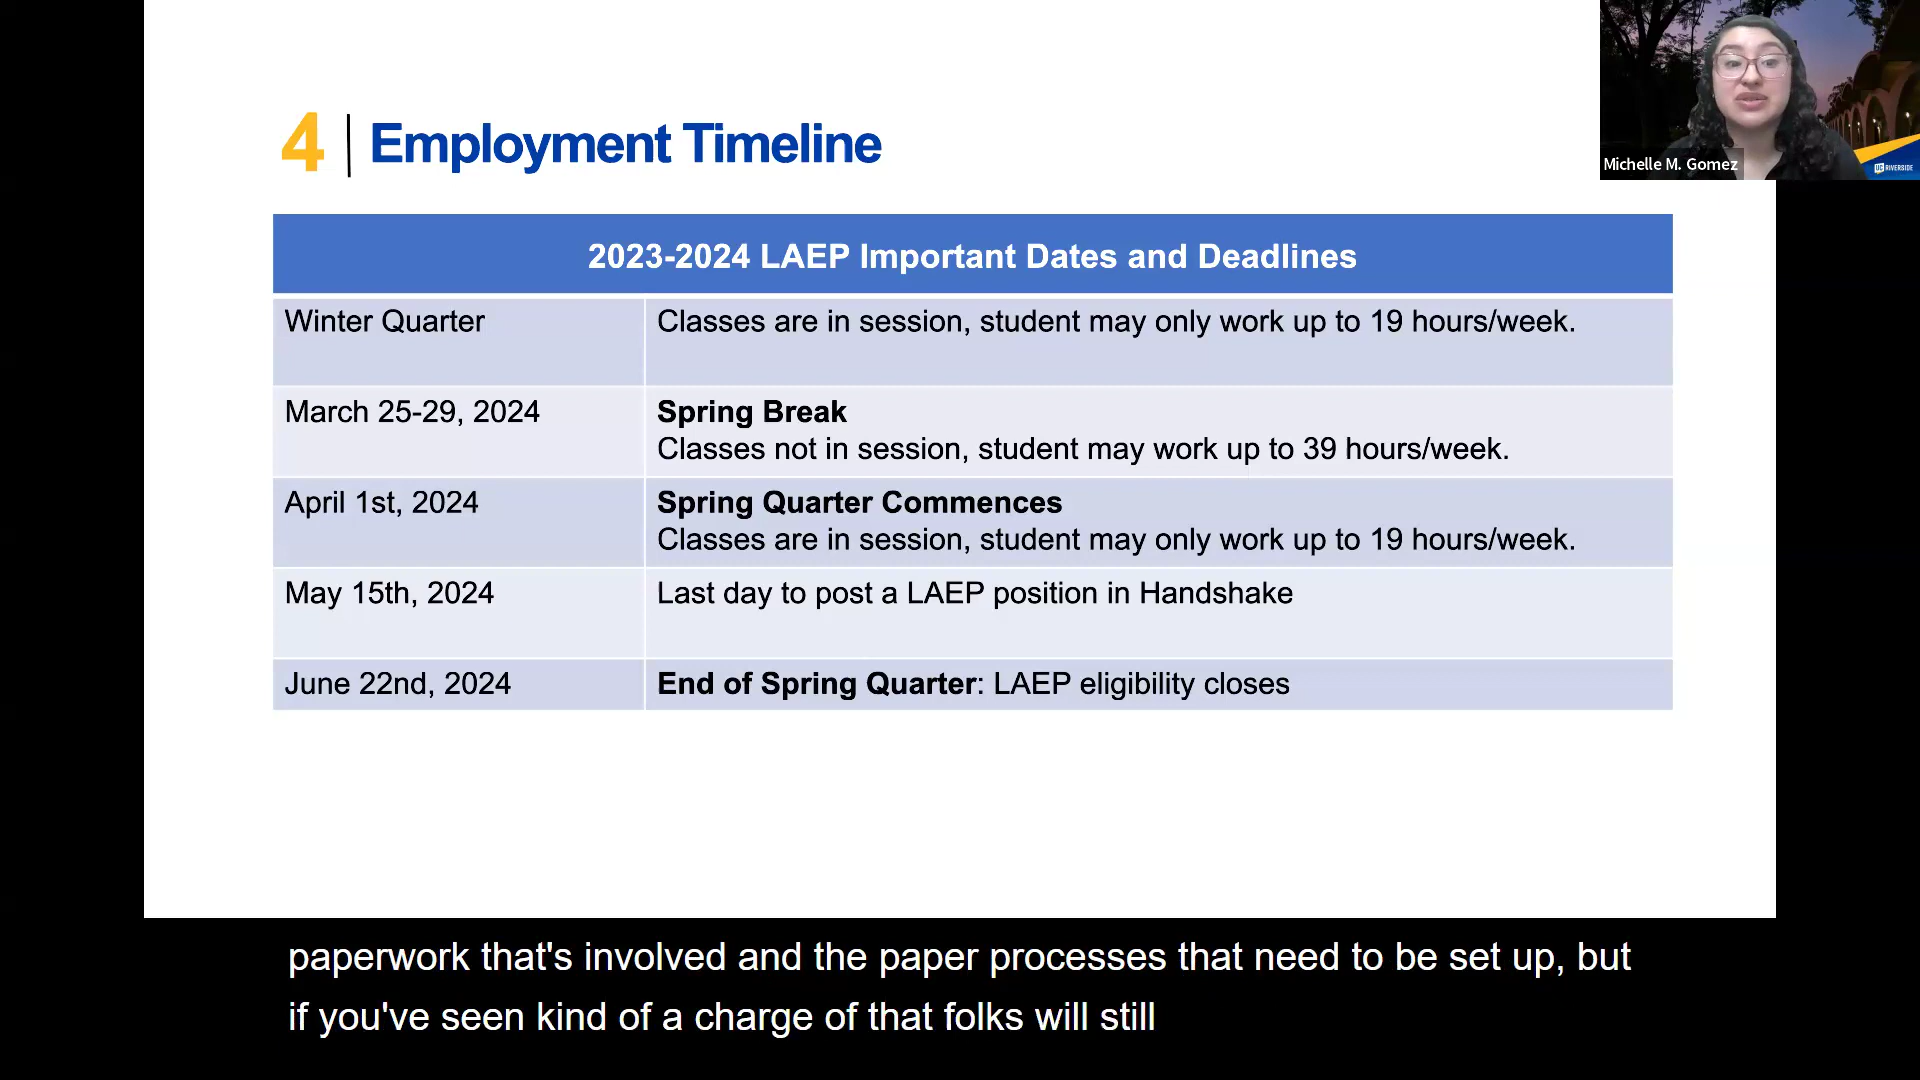 4 | Employment Timeline
Michelle M. Gomez
UC RIVERSIDE
2023-2024 LAEP Important Dates and Deadlines
Winter Quarter
Classes are in session, student may only work up to 19 hours/week.
March 25-29, 2024
Spring Break
Classes not in session, student may work up to 39 hours/week.
April 1st, 2024
Spring Quarter Commences
Classes are in session, student may only work up to 19 hours/week.
May 15th, 2024
Last day to post a LAEP position in Handshake
June 22nd, 2024
End of Spring Quarter: LAEP eligibility closes
paperwork that's involved and the paper processes that need to be set up, but
if you've seen kind of a charge of that folks will still